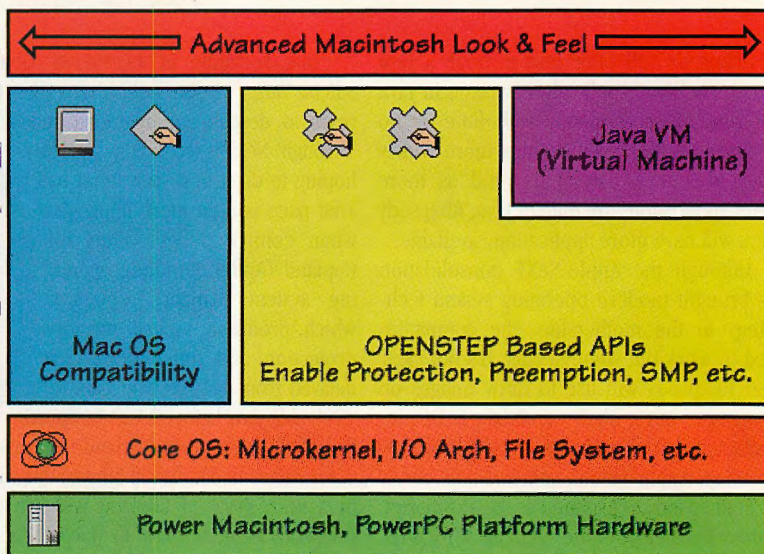 Advanced Macintosh Look & Feel
Java VM
(Virtual Machine)
Mac OS
Compatibility
OPENSTEP Based APIs
Enable Protection, Preemption, SMP, etc.
Core OS: Microkernel, I/O Arch, File System, etc.
Power Macintosh, PowerPC Platform Hardware